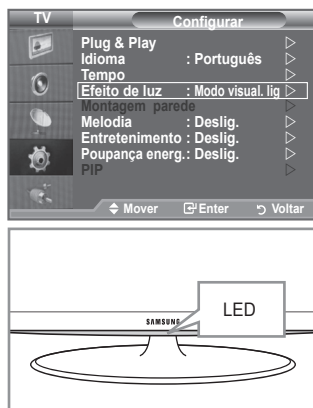 TV
Configurar
Plug & Play
Idioma : Português
Tempo
Efeito de luz : Modo visual. lig
Montagem parede
Melodia : Deslig.
Entretenimento : Deslig.
Poupança energ.: Deslig.
PIP
Mover Enter Voltar
SAMSUNG
LED